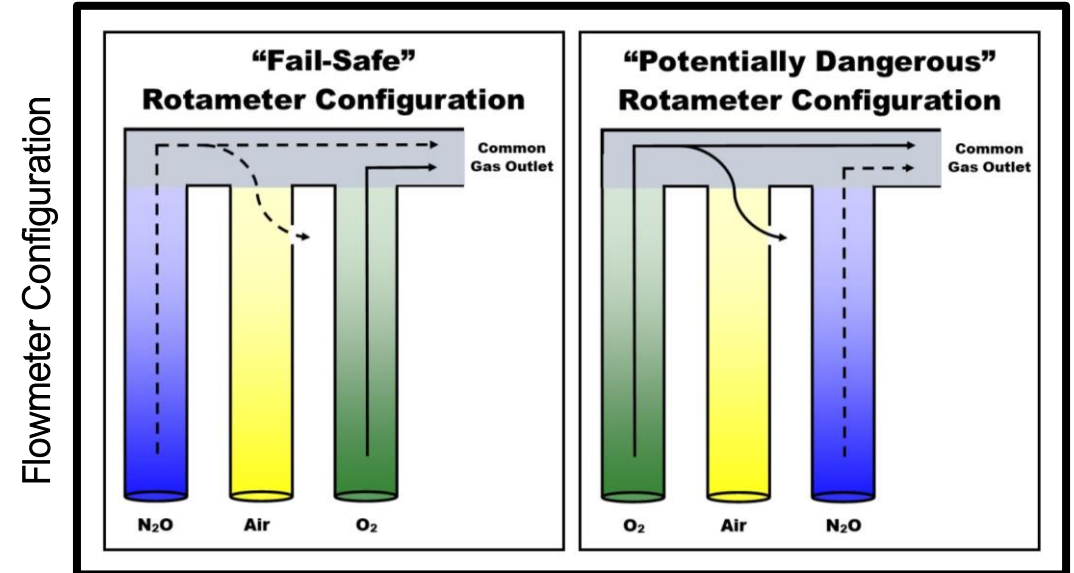 Flowmeter Configuration
“Fail-Safe”
Rotameter Configuration
Common
Gas Outlet
N₂O Air O₂
“Potentially Dangerous”
Rotameter Configuration
Common
Gas Outlet
O₂ Air N₂O